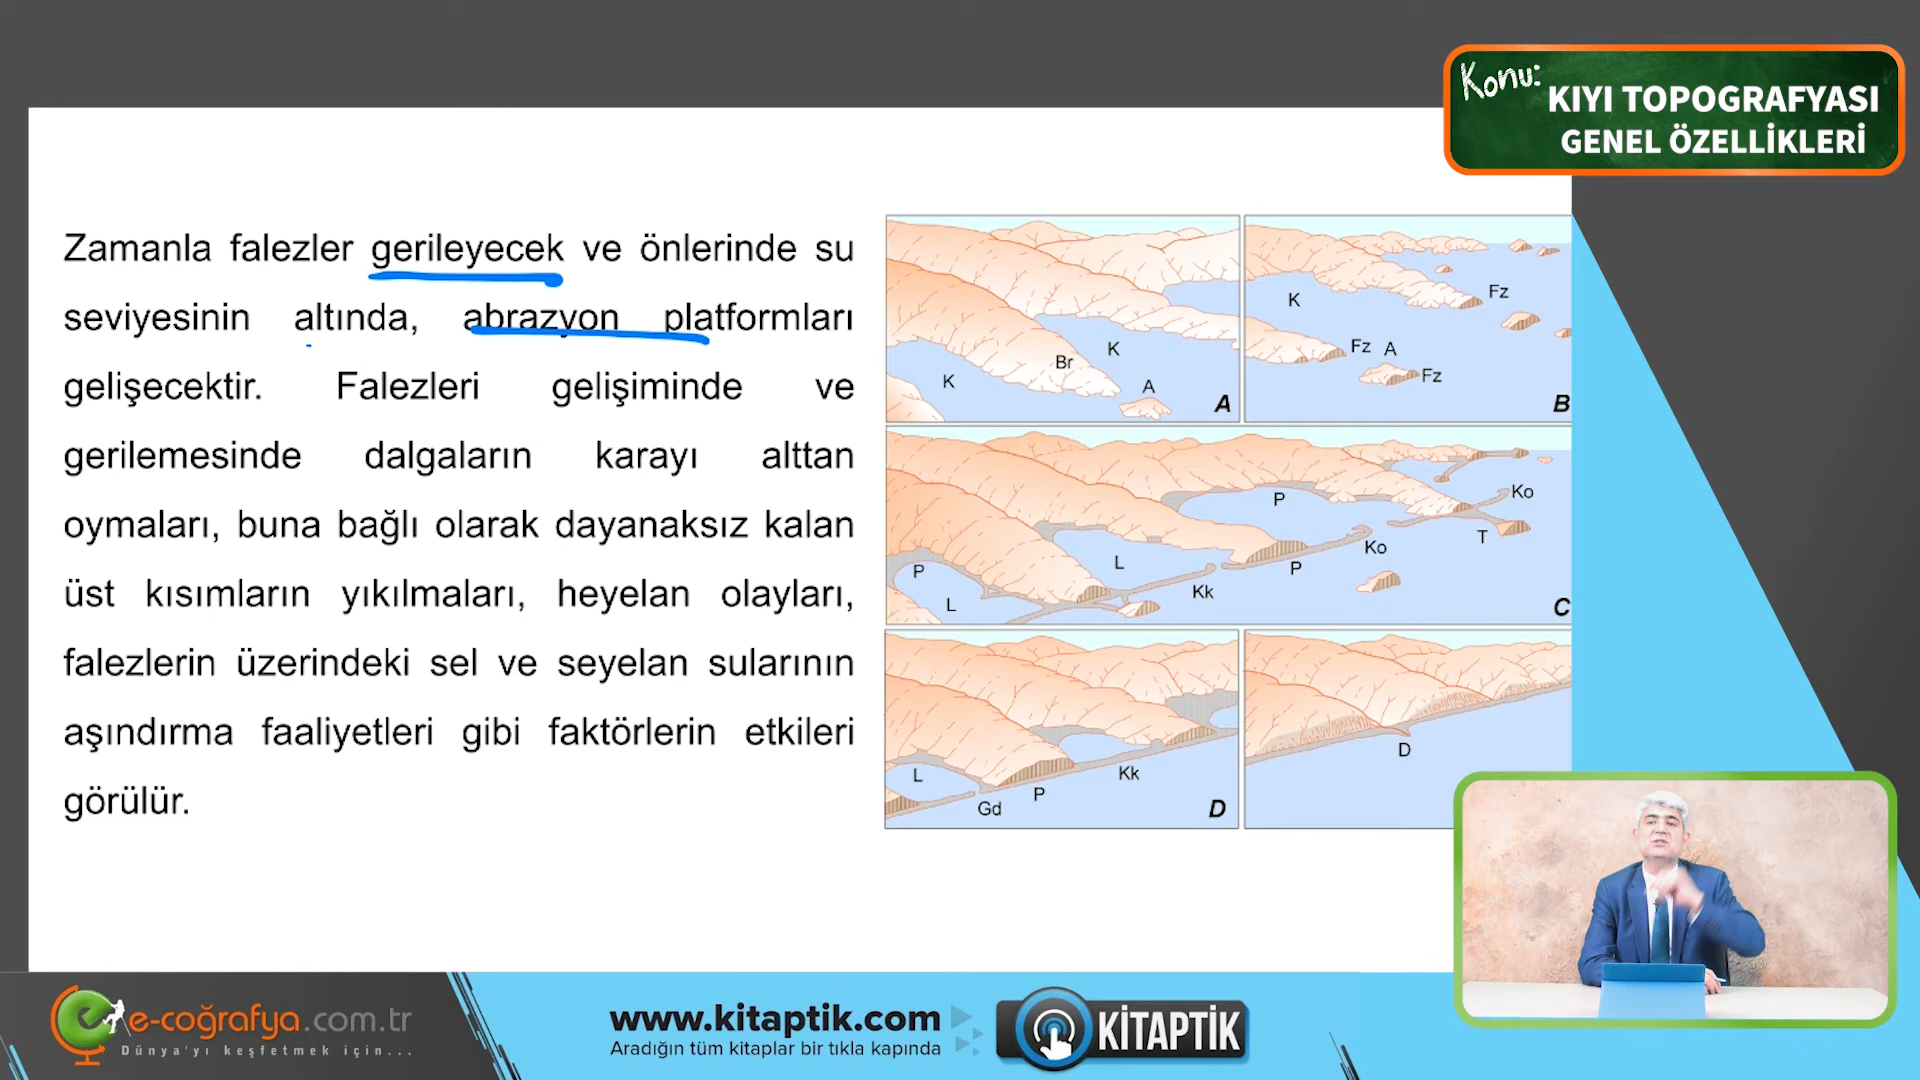 Konu:
KIYI TOPOGRAFYASI
GENEL ÖZELLİKLERİ
Zamanla falezler gerileyecek ve önlerinde su
seviyesinin altında, abrazyon platformları
gelişecektir. Falezleri gelişiminde ve
gerilemesinde dalgaların karayı alttan
oymaları, buna bağlı olarak dayanaksız kalan
üst kısımların yıkılmaları, heyelan olayları,
falezlerin üzerindeki sel ve seyelan sularının
aşındırma faaliyetleri gibi faktörlerin etkileri
görülür.
K
Br
K
A
A
K
Fz
Fz A
Fz
B
P
Ko
T
Ko
L
P
P
Kk
L
C
L
Kk
P
Gd
D
D
e-coğrafya.com.tr
Dünya'yı keşfetmek için...
www.kitaptik.com
Aradığın tüm kitaplar bir tıkla kapında
KİTAPTIK